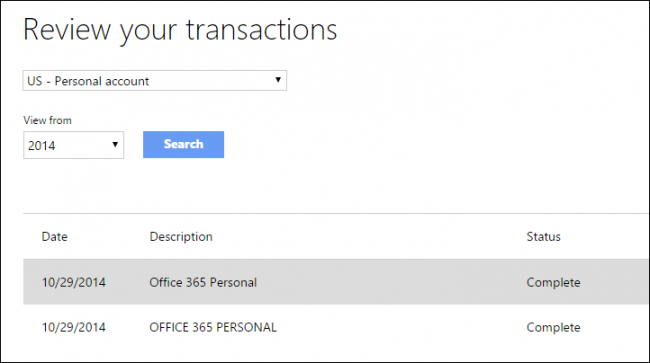 Review your transactions
US - Personal account
View from
2014 Search
Date Description Status
10/29/2014 Office 365 Personal Complete
10/29/2014 OFFICE 365 PERSONAL Complete